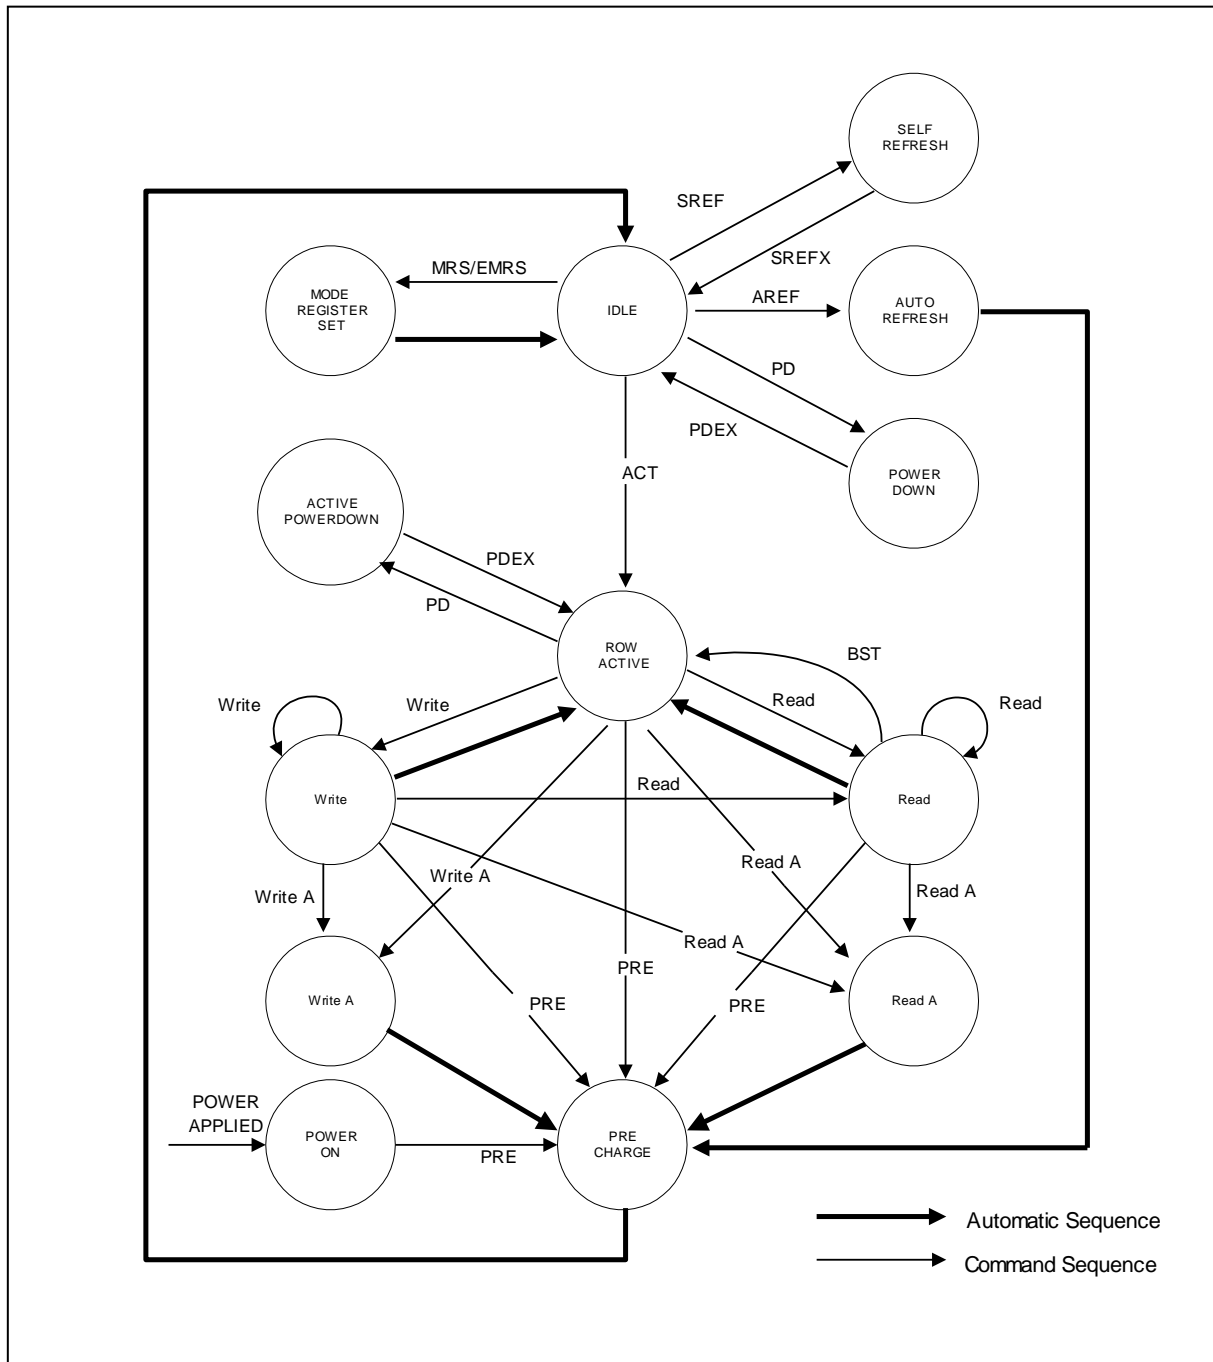 SELF
REFRESH
SREF
SREFX
MRS/EMRS
MODE
REGISTER
SET
IDLE
AREF
AUTO
REFRESH
PD
PDEX
POWER
DOWN
ACT
ACTIVE
POWERDOWN
PDEX
PD
ROW
ACTIVE
BST
Write
Write
Read
Read
Write
Read
Read
Write A
Write A
Read A
Read A
Read A
PRE
PRE
PRE
Write A
Read A
POWER
APPLIED
POWER
ON
PRE
PRE
CHARGE
Automatic Sequence
Command Sequence